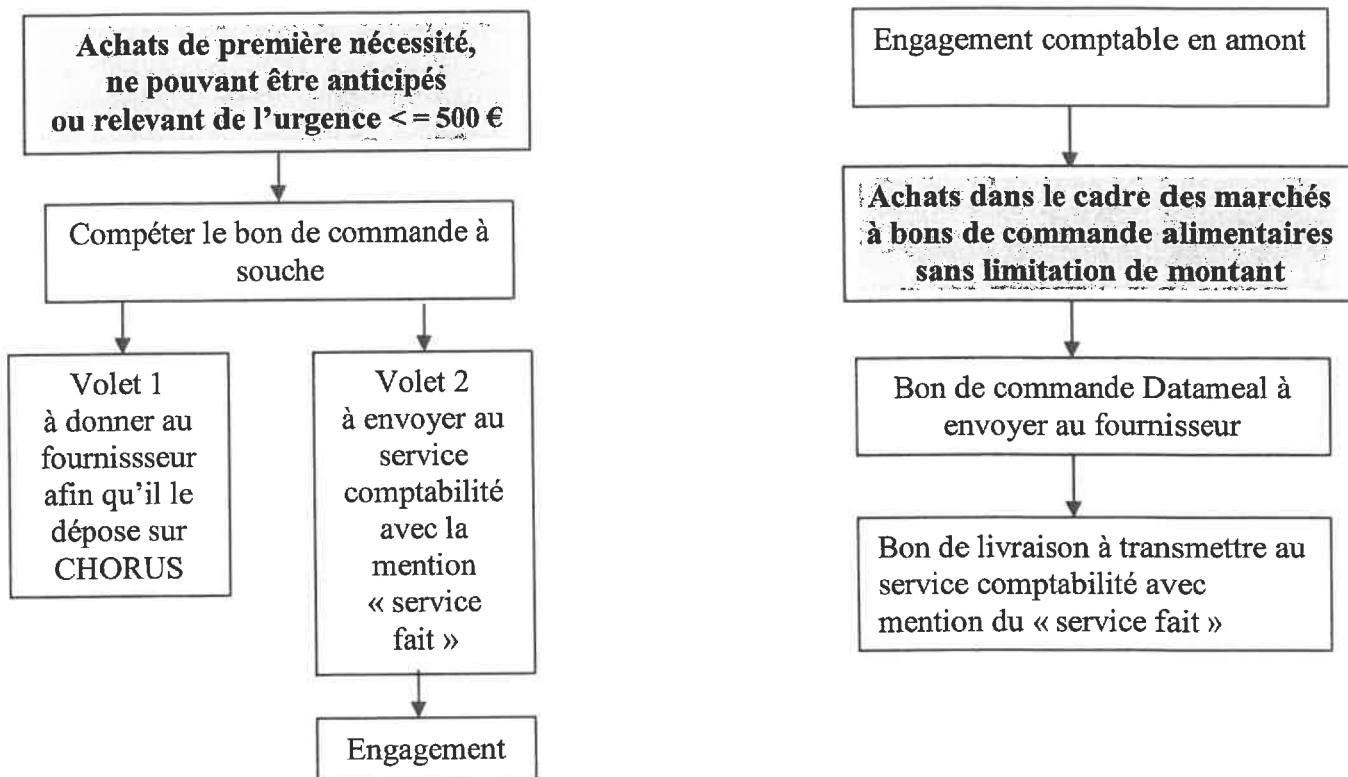 Achats de première nécessité,
ne pouvant être anticipés
ou relevant de l'urgence < = 500 €
Compéter le bon de commande à
souche
Volet 1
à donner au
fournissseur
afin qu'il le
dépose sur
CHORUS
Volet 2
à envoyer au
service
comptabilité
avec la
mention
« service
fait »
Engagement
Engagement comptable en amont
Achats dans le cadre des marchés
à bons de commande alimentaires
sans limitation de montant
Bon de commande Datameal à
envoyer au fournisseur
Bon de livraison à transmettre au
service comptabilité avec
mention du « service fait »